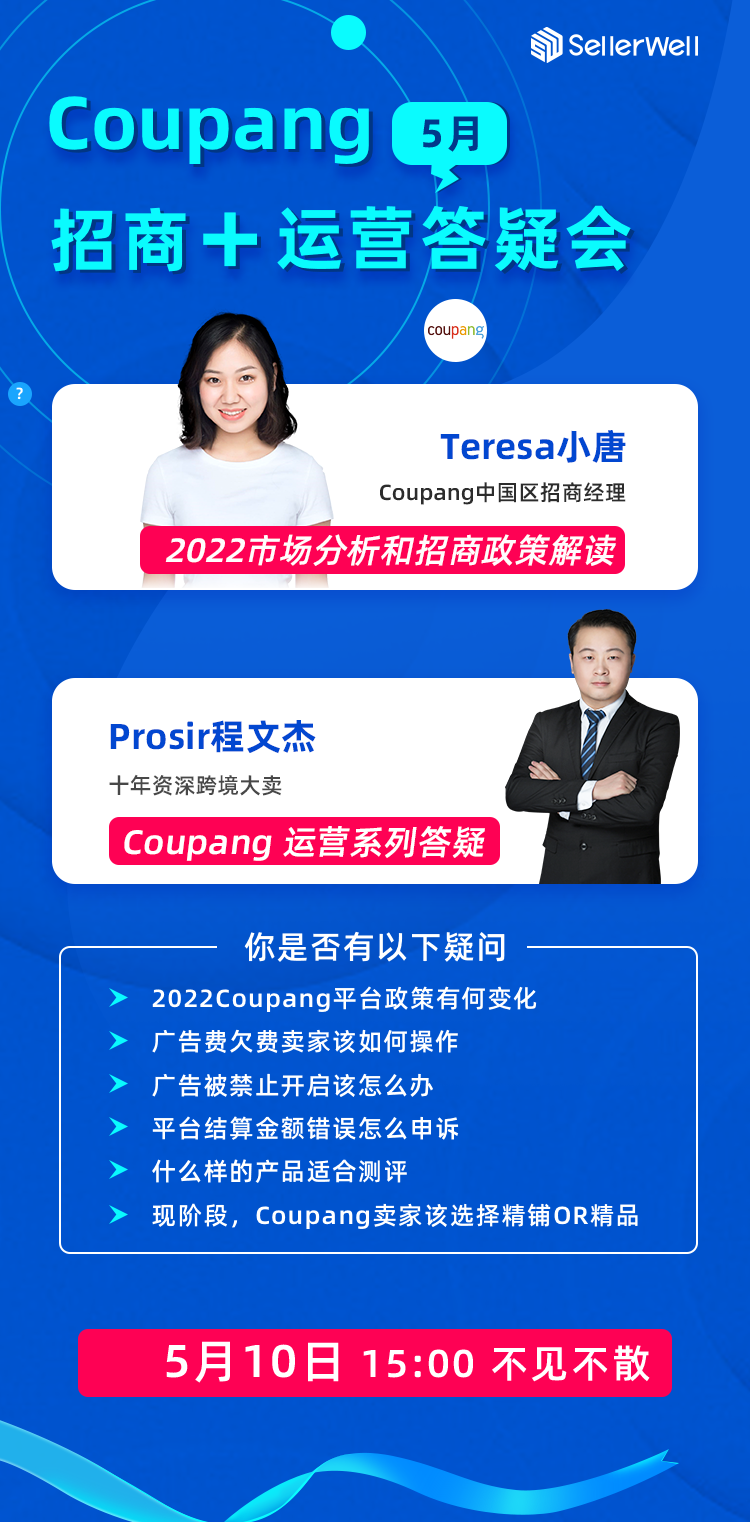 SellerWell
Coupang 5月
招商+运营答疑会
coupang
?
Teresa小唐
Coupang中国区招商经理
2022市场分析和招商政策解读
Prosir程文杰
十年资深跨境大卖
Coupang 运营系列答疑
你是否有以下疑问
2022Coupang平台政策有何变化
广告费欠费卖家该如何操作
广告被禁止开启该怎么办
平台结算金额错误怎么申诉
什么样的产品适合测评
现阶段，Coupang卖家该选择精铺OR精品
5月10日 15:00 不见不散